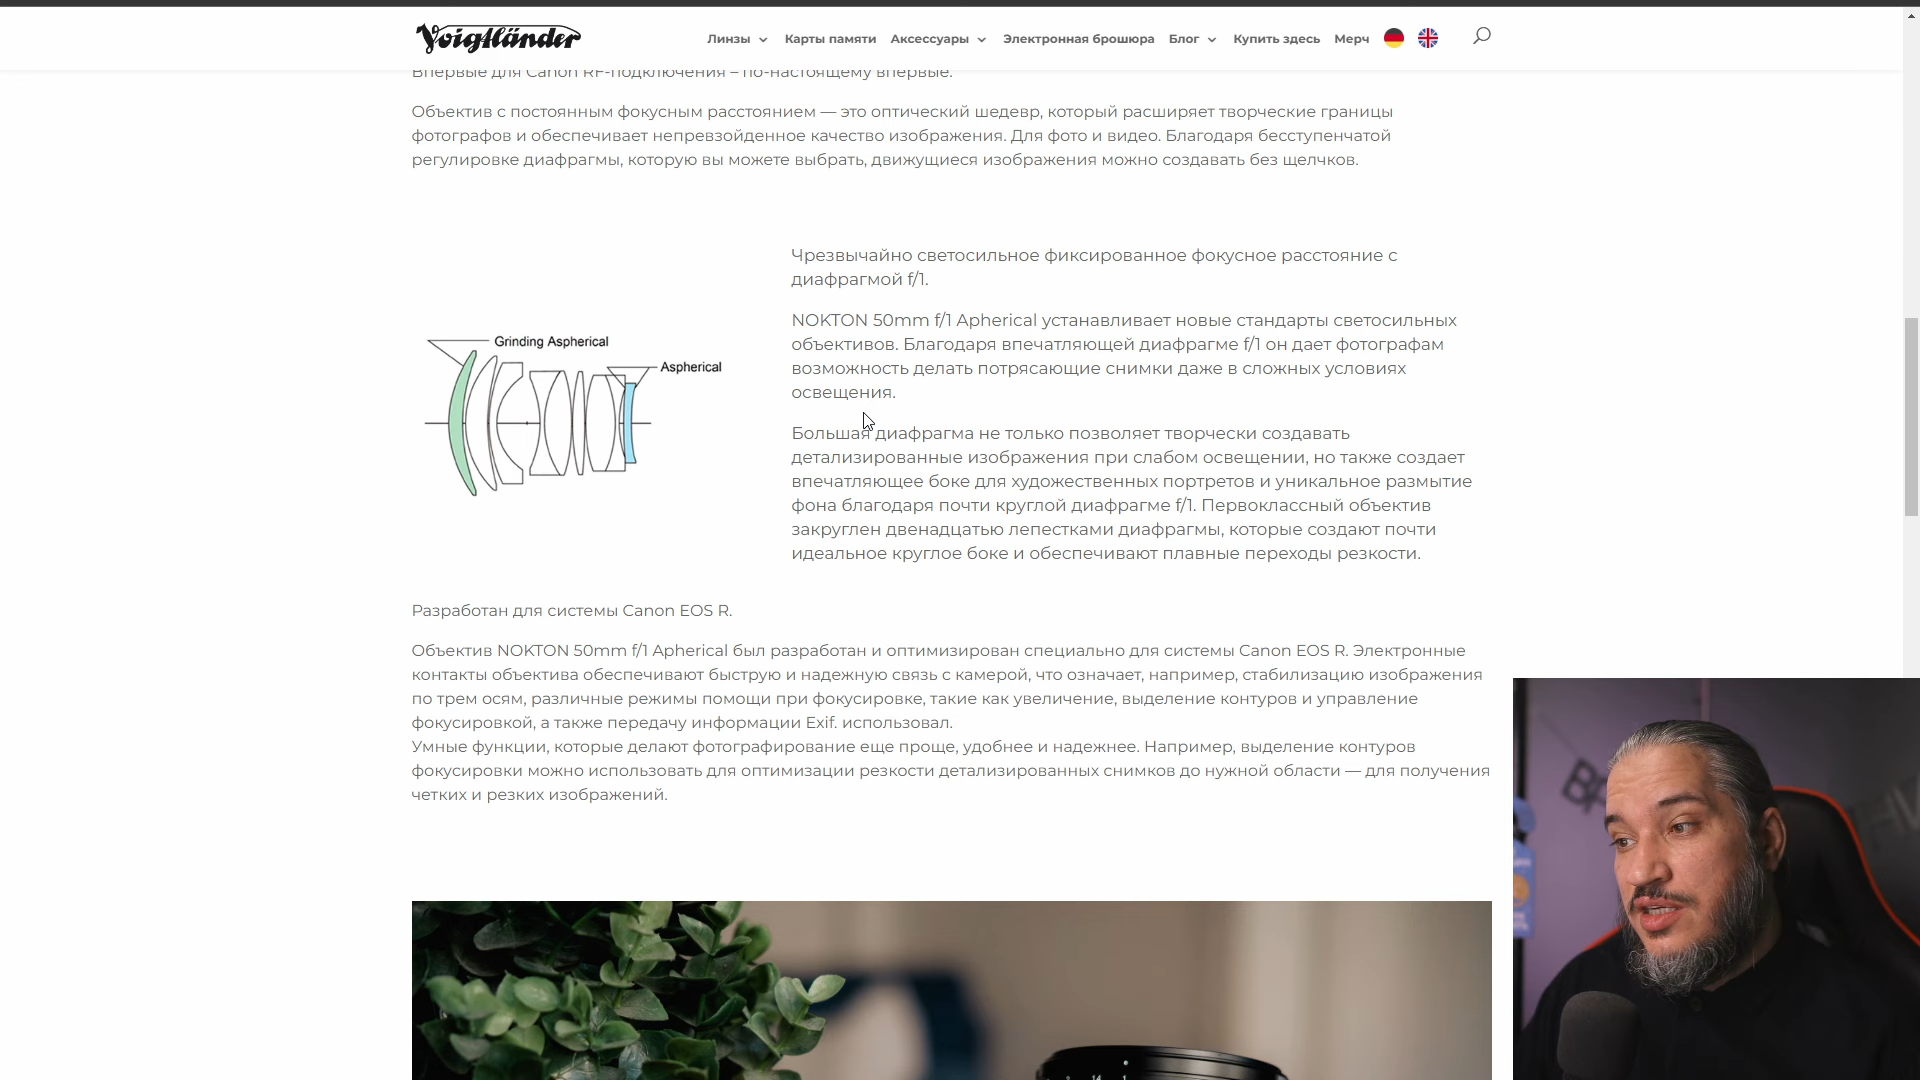 Voigtländer
Линзы Карты памяти Аксессуары Электронная брошюра Блог Купить здесь Мерч
Впервые для Canon RF-подключения – по-настоящему впервые.
Объектив с постоянным фокусным расстоянием — это оптический шедевр, который расширяет творческие границы
фотографов и обеспечивает непревзойденное качество изображения. Для фото и видео. Благодаря бесступенчатой
регулировке диафрагмы, которую вы можете выбрать, движущиеся изображения можно создавать без щелчков.
Grinding Aspherical
Aspherical
Чрезвычайно светосильное фиксированное фокусное расстояние с
диафрагмой f/1.
NOKTON 50mm f/1 Apherical устанавливает новые стандарты светосильных
объективов. Благодаря впечатляющей диафрагме f/1 он дает фотографам
возможность делать потрясающие снимки даже в сложных условиях
освещения.
Большая диафрагма не только позволяет творчески создавать
детализированные изображения при слабом освещении, но также создает
впечатляющее боке для художественных портретов и уникальное размытие
фона благодаря почти круглой диафрагме f/1. Первоклассный объектив
закруглен двенадцатью лепестками диафрагмы, которые создают почти
идеальное круглое боке и обеспечивают плавные переходы резкости.
Разработан для системы Canon EOS R.
Объектив NOKTON 50mm f/1 Apherical был разработан и оптимизирован специально для системы Canon EOS R. Электронные
контакты объектива обеспечивают быструю и надежную связь с камерой, что означает, например, стабилизацию изображения
по трем осям, различные режимы помощи при фокусировке, такие как увеличение, выделение контуров и управление
фокусировкой, а также передачу информации Exif. использовал.
Умные функции, которые делают фотографирование еще проще, удобнее и надежнее. Например, выделение контуров
фокусировки можно использовать для оптимизации резкости детализированных снимков до нужной области — для получения
четких и резких изображений.